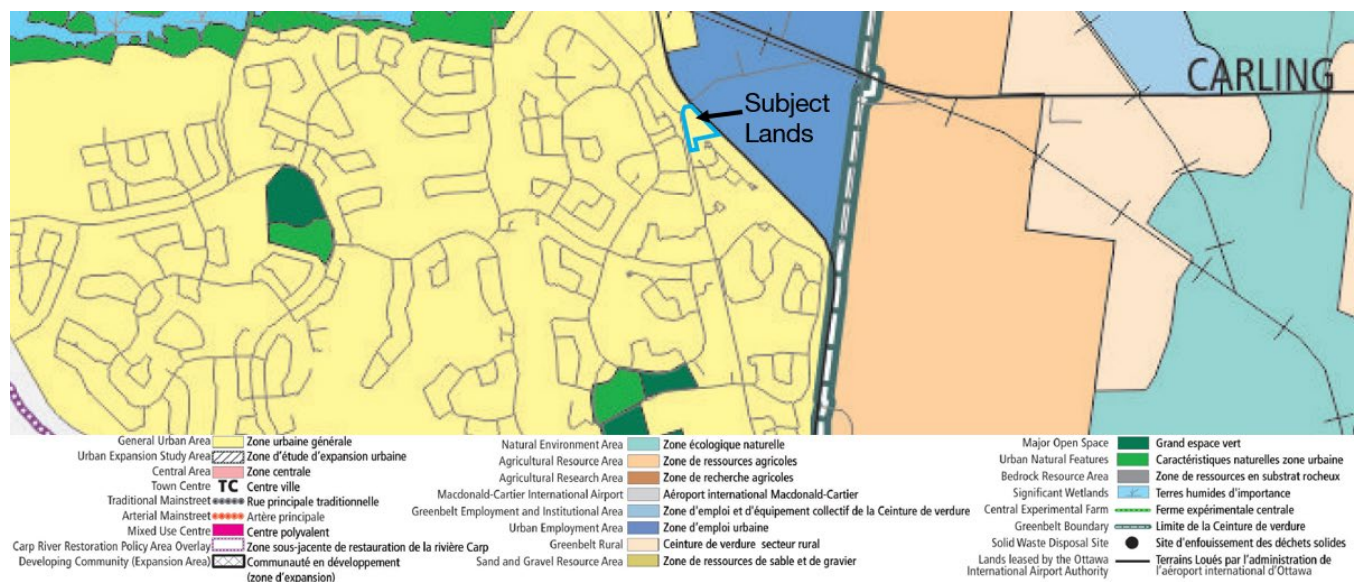 CARLING
Subject
Lands
General Urban Area Zone urbaine générale
Urban Expansion Study Area Zone d'étude d'expansion urbaine
Central Area Zone centrale
Town Centre TC Centre ville
Traditional Mainstreet Rue principale traditionnelle
Arterial Mainstreet Artère principale
Mixed Use Centre Centre polyvalent
Carp River Restoration Policy Area Overlay Zone sous-jacente de restauration de la rivière Carp
Developing Community (Expansion Area) Communauté en développement
(zone d'expansion)
Natural Environment Area Zone écologique naturelle
Agricultural Resource Area Zone de ressources agricoles
Agricultural Research Area Zone de recherche agricoles
Macdonald-Cartier International Airport Aéroport international Macdonald-Cartier
Greenbelt Employment and Institutional Area Zone d'emploi et d'équipement collectif de la Ceinture de verdure
Urban Employment Area Zone d'emploi urbaine
Greenbelt Rural Ceinture de verdure secteur rural
Sand and Gravel Resource Area Zone de ressources de sable et de gravier
Major Open Space Grand espace vert
Urban Natural Features Caractéristiques naturelles zone urbaine
Bedrock Resource Area Zone de ressources en substrat rocheux
Significant Wetlands Terres humides d'importance
Central Experimental Farm Ferme expérimentale centrale
Greenbelt Boundary Limite de la Ceinture de verdure
Solid Waste Disposal Site Site d'enfouissement des déchets solides
Lands leased by the Ottawa Terrains Loués par l'administration de
International Airport Authority l'aéroport international d'Ottawa